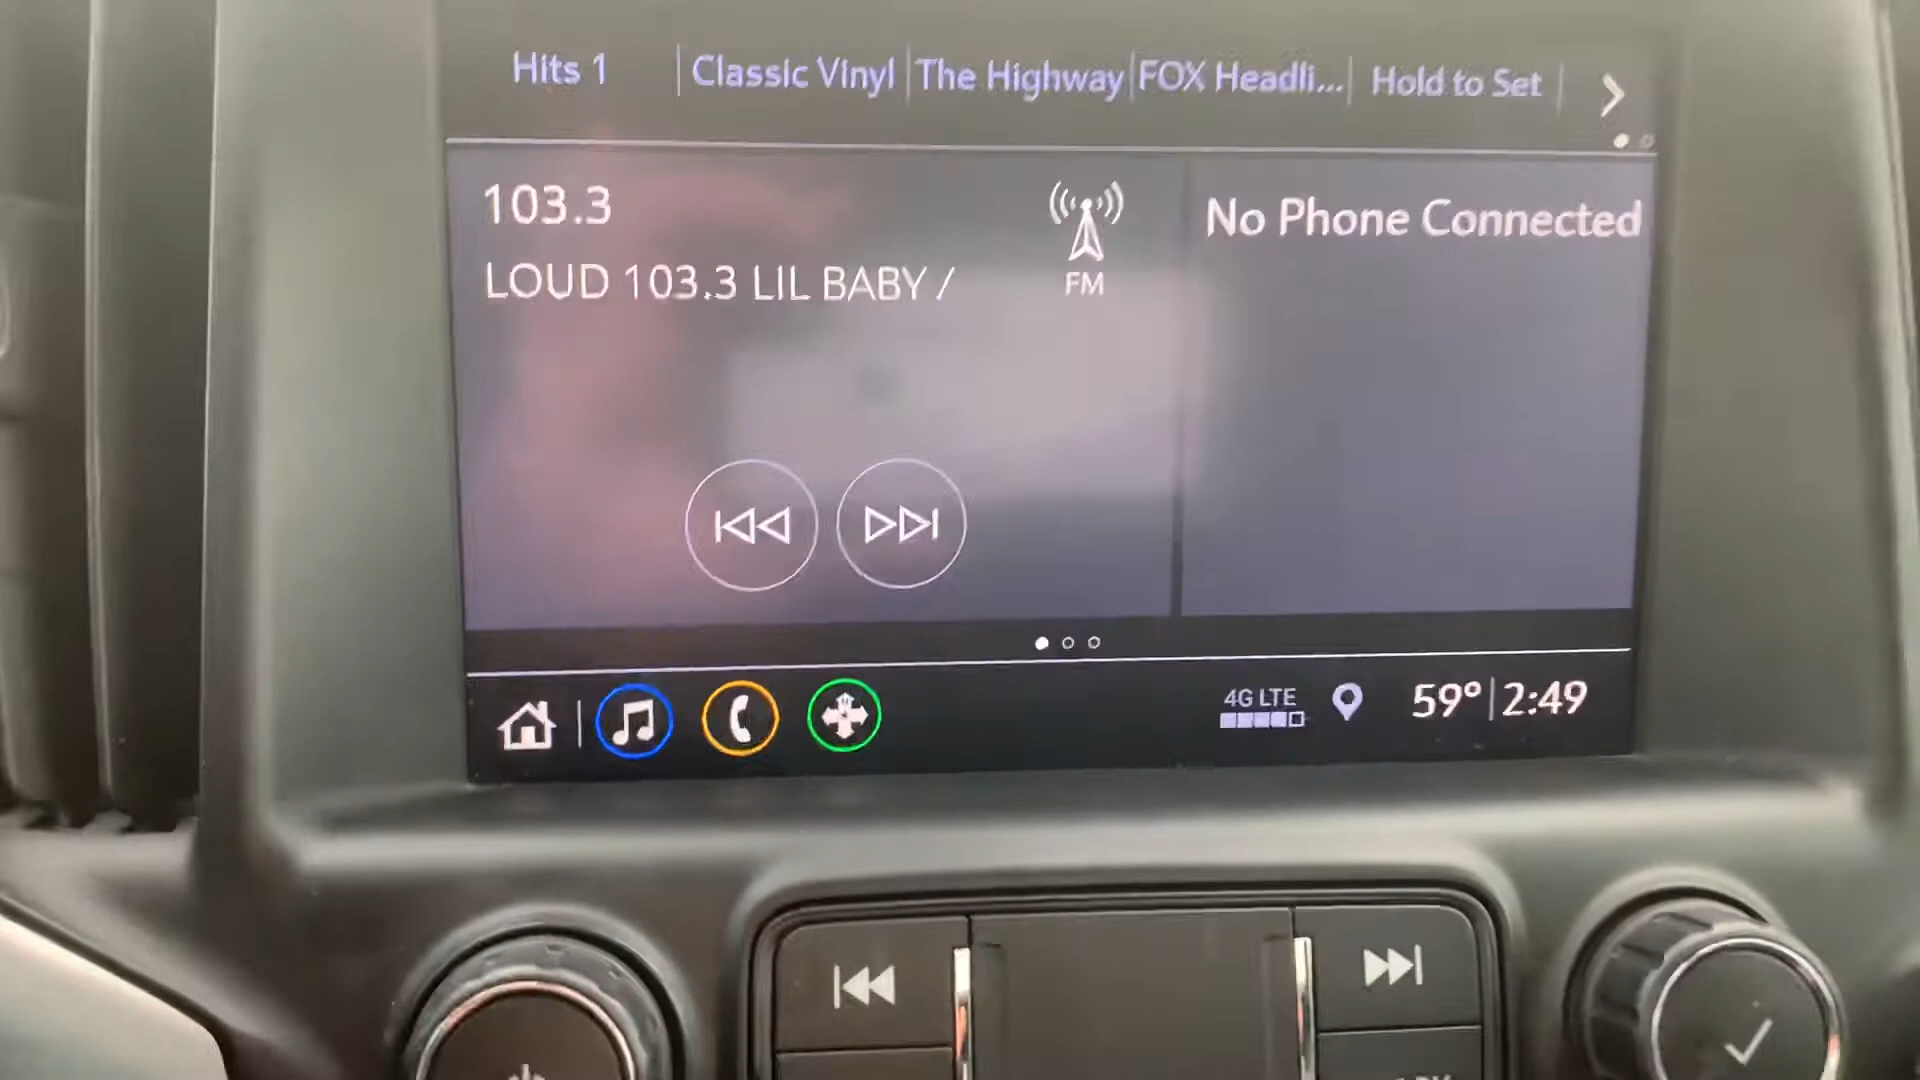 Hits 1
Classic Vinyl
The Highway
FOX Headli...
Hold to Set
103.3
LOUD 103.3 LIL BABY /
FM
No Phone Connected
4G LTE
59° 2:49